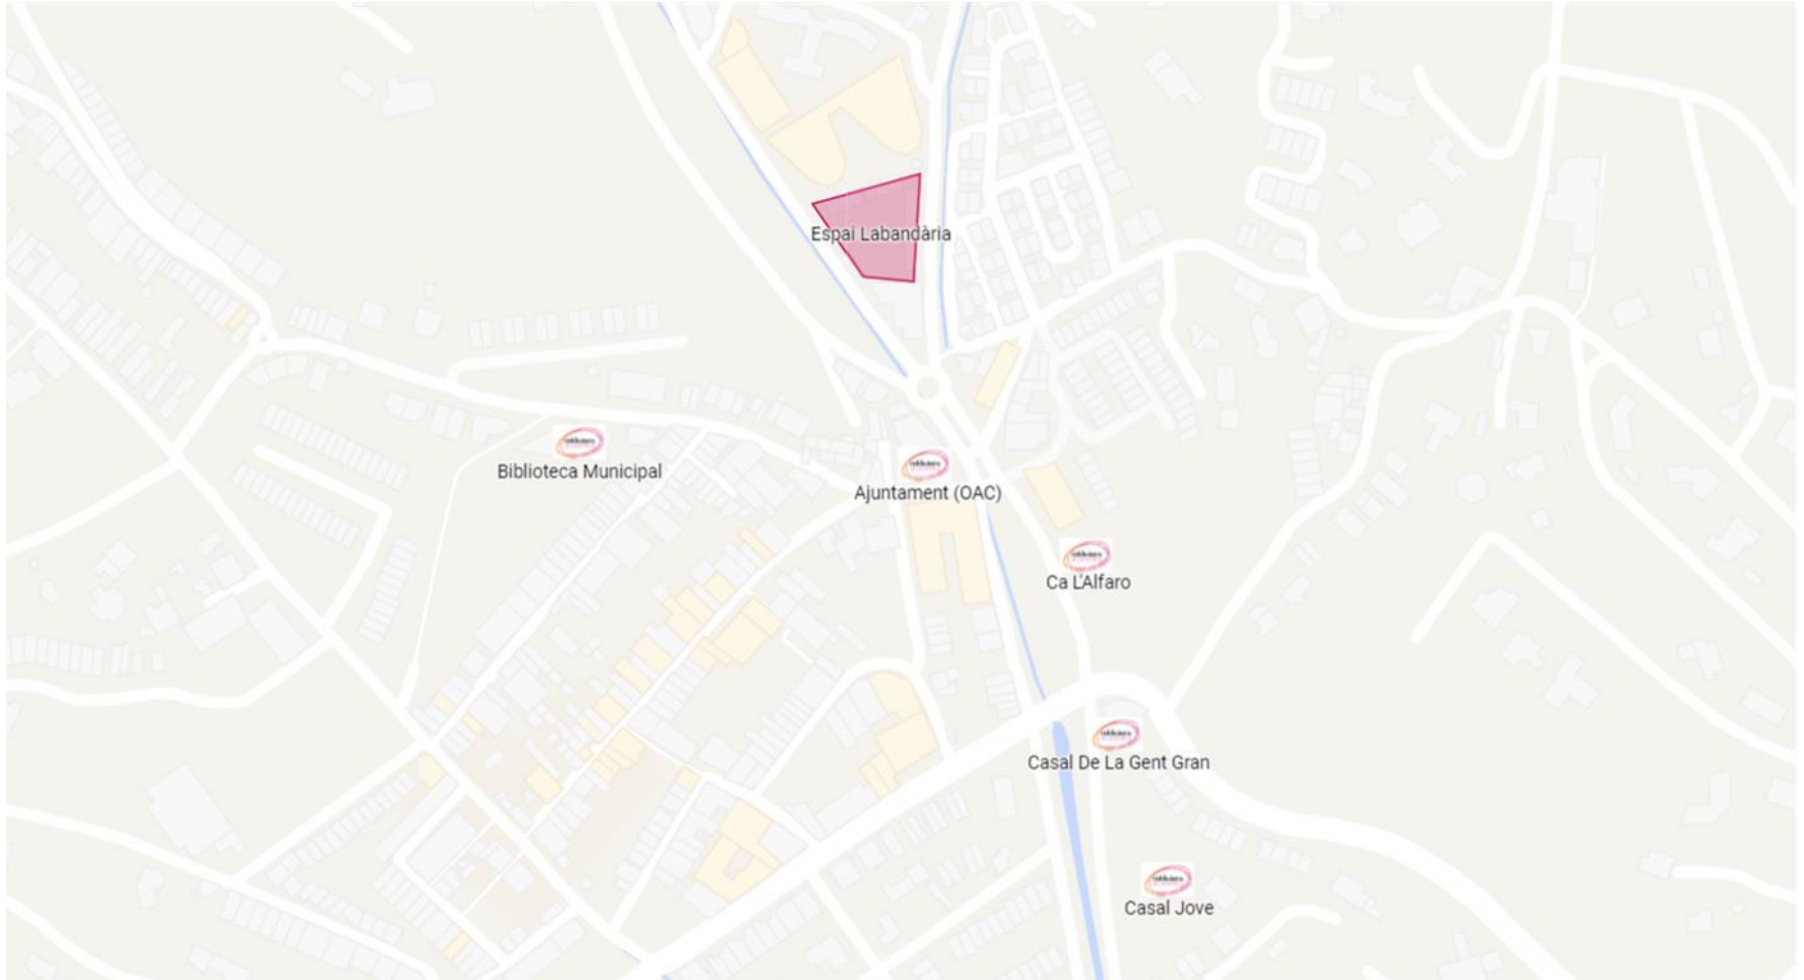 Espai Labandària
Biblioteca Municipal
Ajuntament (OAC)
Ca L'Alfaro
Casal De La Gent Gran
Casal Jove